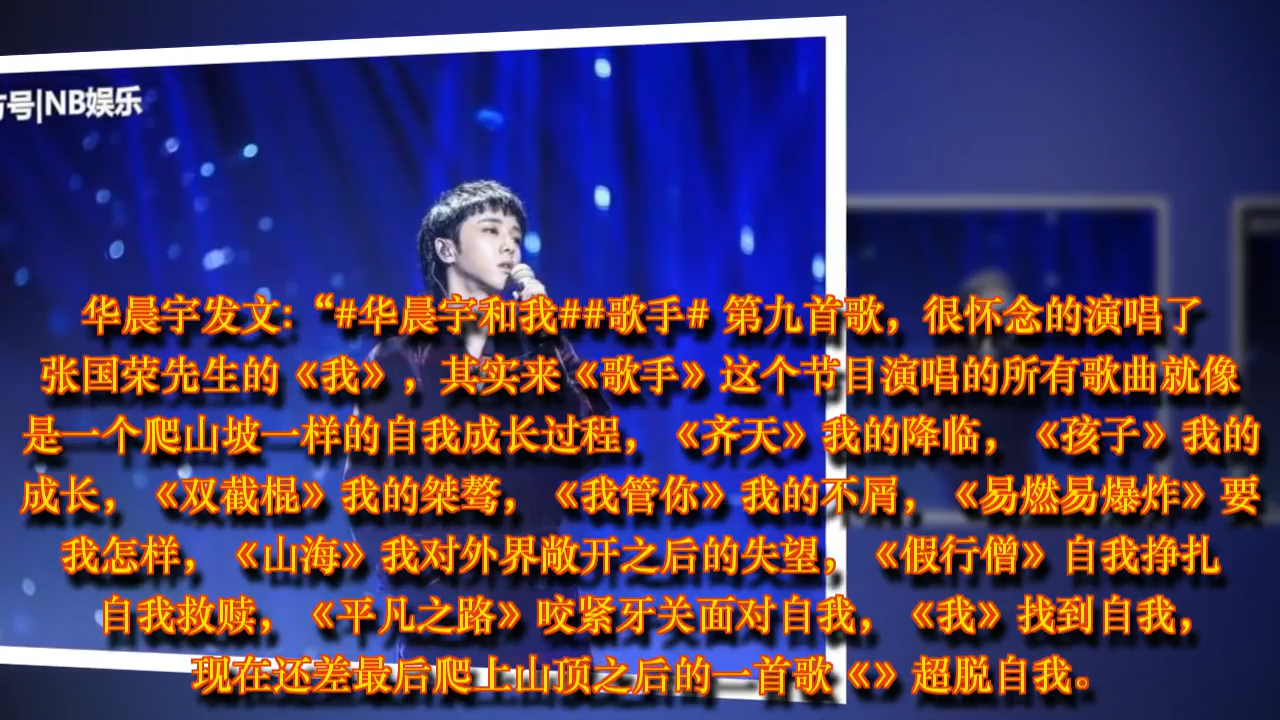 号|NB娱乐
华晨宇发文:“#华晨宇和我##歌手# 第九首歌，很怀念的演唱了
张国荣先生的《我》，其实来《歌手》这个节目演唱的所有歌曲就像
是一个爬山坡一样的自我成长过程，《齐天》我的降临，《孩子》我的
成长，《双截棍》我的桀骜，《我管你》我的不屑，《易燃易爆炸》要
我怎样，《山海》我对外界敞开之后的失望，《假行僧》自我挣扎
自我救赎，《平凡之路》咬紧牙关面对自我，《我》找到自我，
现在还差最后爬上山顶之后的一首歌《》超脱自我。